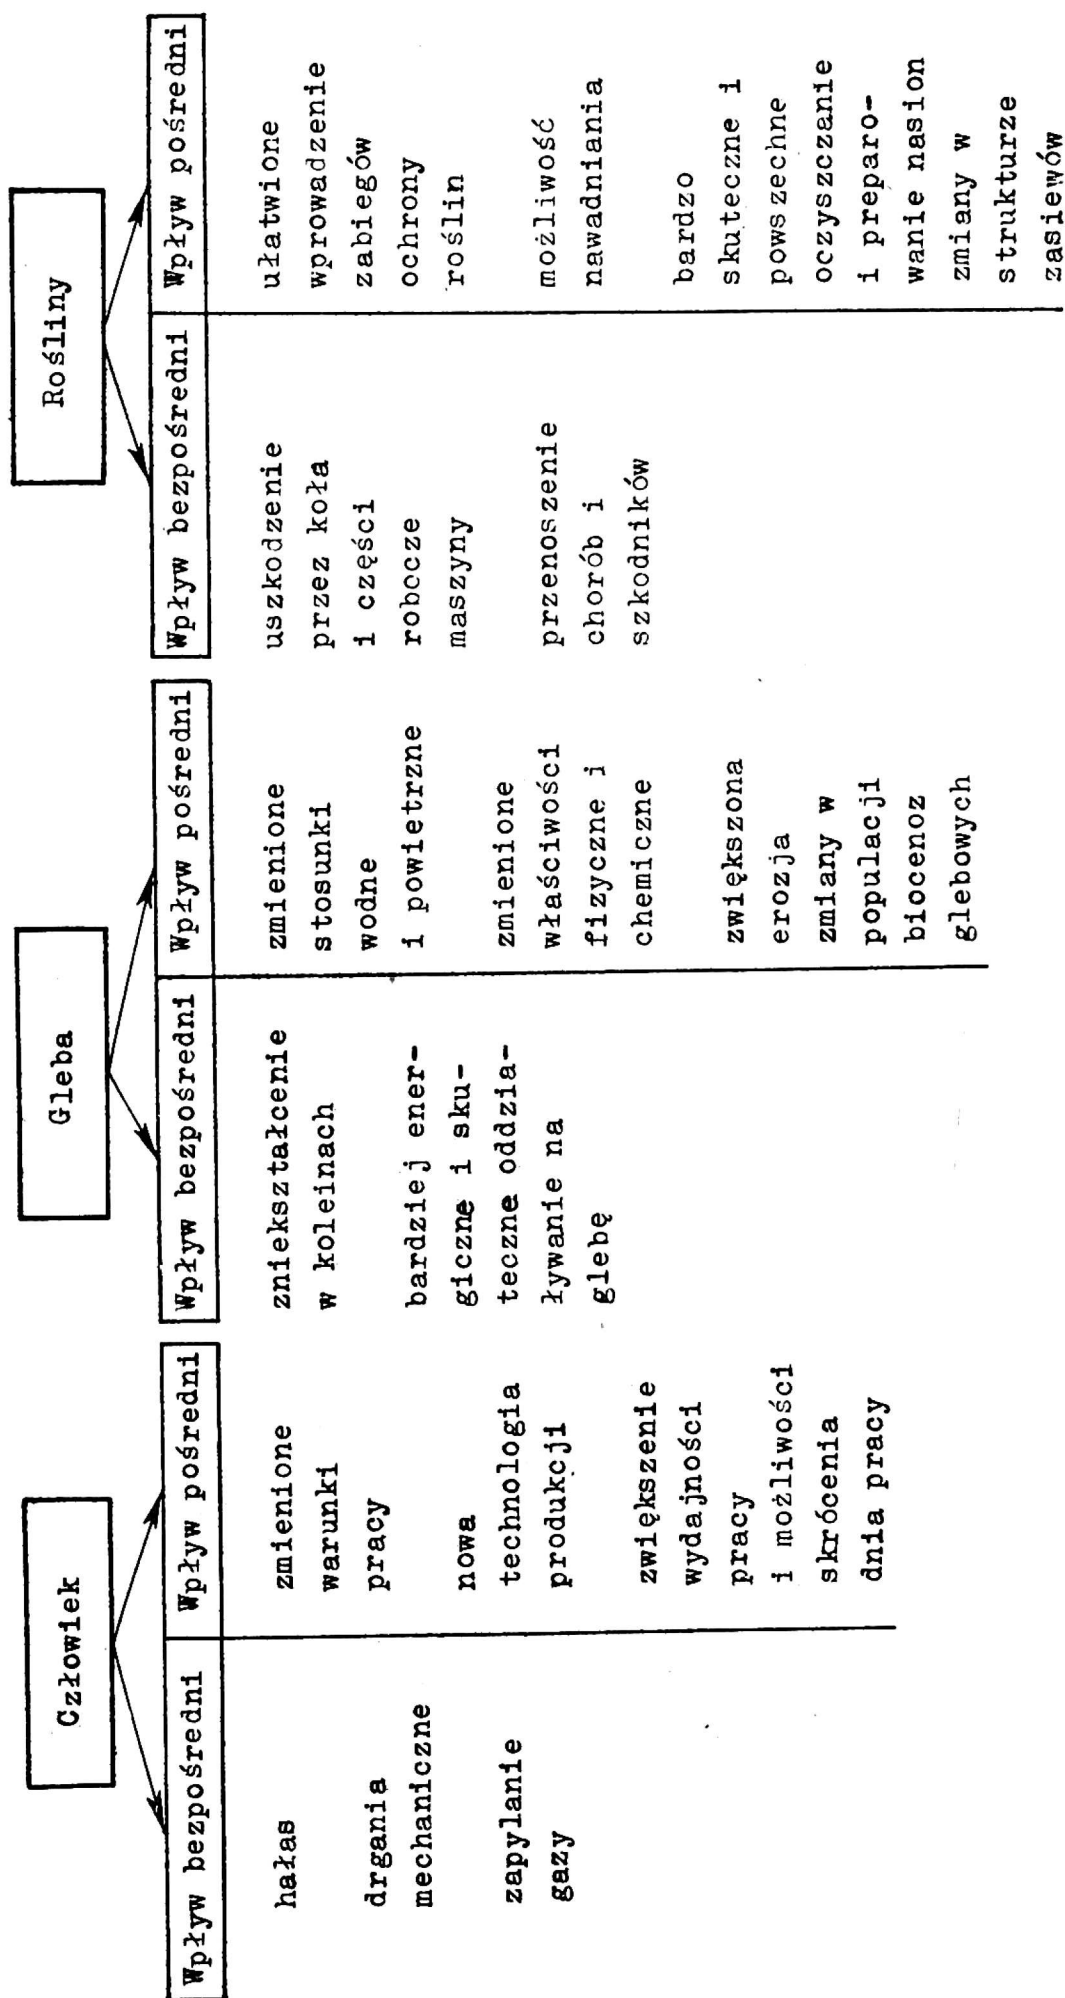 Człowiek
Wpływ bezpośredni
Wpływ pośredni
hałas
drgania
mechaniczne
zapylanie
gazy
zmienione
warunki
pracy
nowa
technologia
produkcji
zwiększenie
wydajności
pracy
i możliwości
skrócenia
dnia pracy
Gleba
Wpływ bezpośredni
Wpływ pośredni
zniekształcenie
w koleinach
bardziej ener-
giczne i sku-
teczne oddzia-
ływanie na
glebę
zmienione
stosunki
wodne
i powietrzne
zmienione
właściwości
fizyczne i
chemiczne
zwiększona
erozja
zmiany w
populacji
biocenoz
glebowych
Rośliny
Wpływ bezpośredni
Wpływ pośredni
uszkodzenie
przez koła
i części
robocze
maszyny
przenoszenie
chorób i
szkodników
ułatwione
wprowadzenie
zabiegów
ochrony
roślin
możliwość
nawadniania
bardzo
skuteczne i
powszechne
oczyszczanie
i preparo-
wanie nasion
zmiany w
strukturze
zasiewów